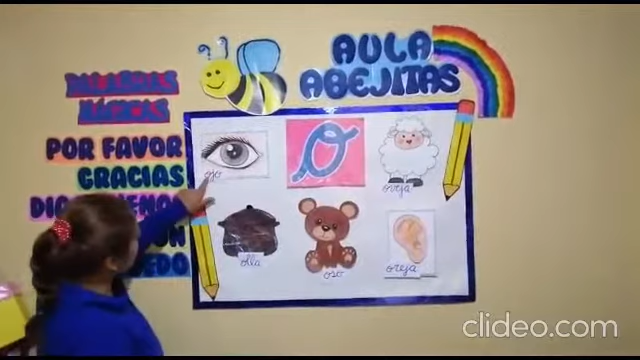 AULA
ABEJITAS
PALABRAS
MÁGICAS
POR FAVOR
GRACIAS
ojo
O
oveja
olla
oso
oreja
clideo.com